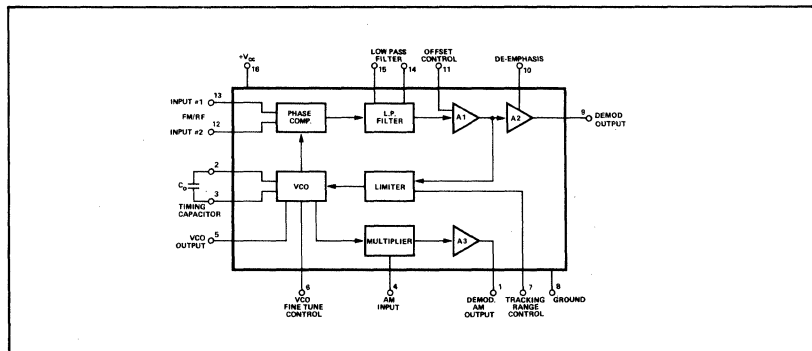 +VCC
16
LOW PASS
FILTER
15
14
OFFSET
CONTROL
11
DE-EMPHASIS
10
INPUT #1
13
FM/RF
INPUT #2
12
PHASE
COMP.
L.P.
FILTER
A1
A2
9
DEMOD
OUTPUT
2
CO
3
TIMING
CAPACITOR
VCO
LIMITER
5
VCO
OUTPUT
MULTIPLIER
A3
6
VCO
FINE TUNE
CONTROL
4
AM
INPUT
1
DEMOD.
AM
OUTPUT
7
TRACKING
RANGE
CONTROL
8
GROUND